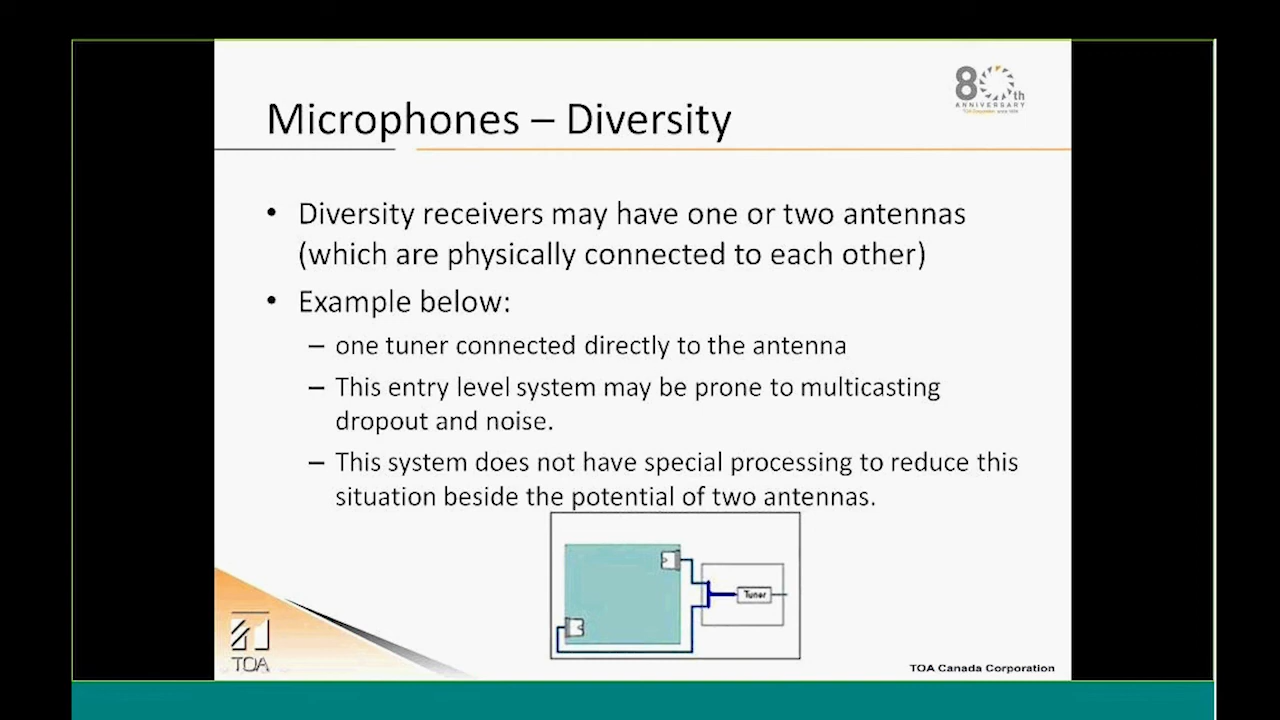 80th
ANNIVERSARY
Microphones – Diversity
• Diversity receivers may have one or two antennas
(which are physically connected to each other)
• Example below:
– one tuner connected directly to the antenna
– This entry level system may be prone to multicasting
dropout and noise.
– This system does not have special processing to reduce this
situation beside the potential of two antennas.
Tuner
TOA
TOA Canada Corporation